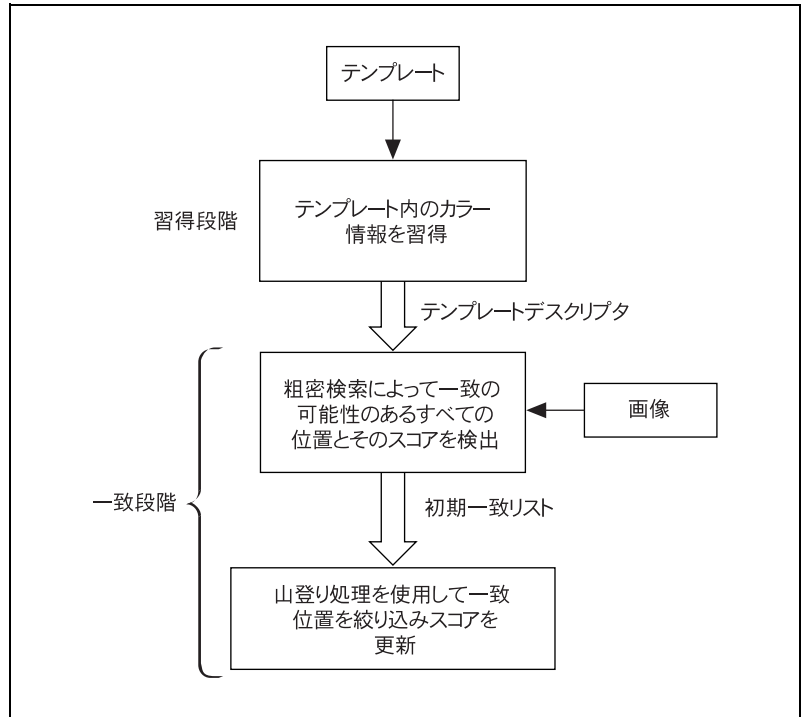 テンプレート
習得段階
テンプレート内のカラー
情報を習得
テンプレートデスクリプタ
粗密検索によって一致の
可能性のあるすべての
位置とそのスコアを検出
画像
一致段階
初期一致リスト
山登り処理を使用して一致
位置を絞り込みスコアを
更新